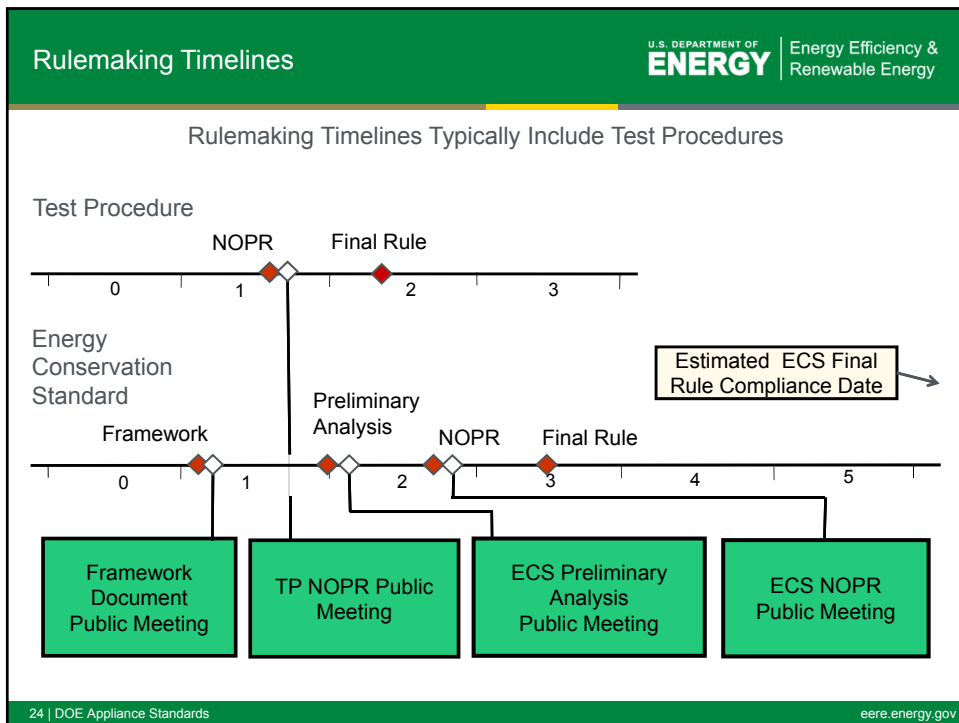 Rulemaking Timelines
U.S. DEPARTMENT OF
ENERGY
Energy Efficiency &
Renewable Energy
Rulemaking Timelines Typically Include Test Procedures
Test Procedure
NOPR
Final Rule
0
1
2
3
Energy
Conservation
Standard
Estimated ECS Final
Rule Compliance Date
Framework
Preliminary
Analysis
NOPR
Final Rule
0
1
2
3
4
5
Framework
Document
Public Meeting
TP NOPR Public
Meeting
ECS Preliminary
Analysis
Public Meeting
ECS NOPR
Public Meeting
24 | DOE Appliance Standards
eere.energy.gov